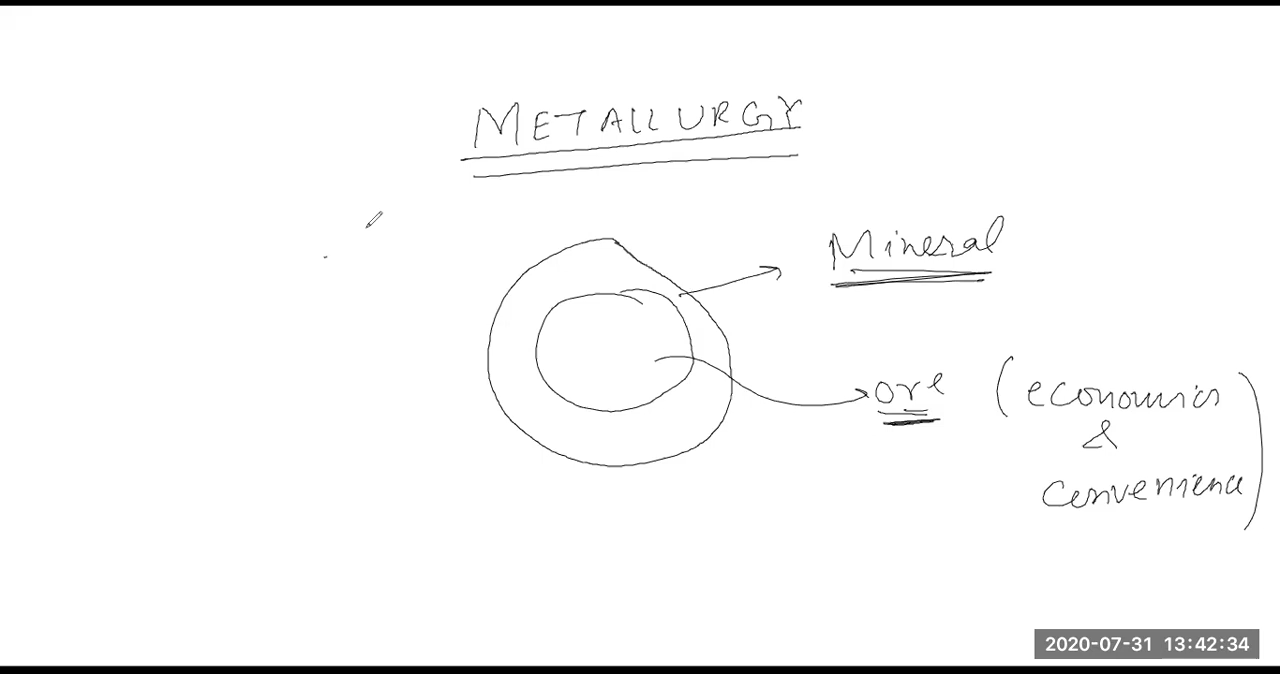 METALLURGY
Mineral
ore (economics
&
convenience)
2020-07-31 13:42:34